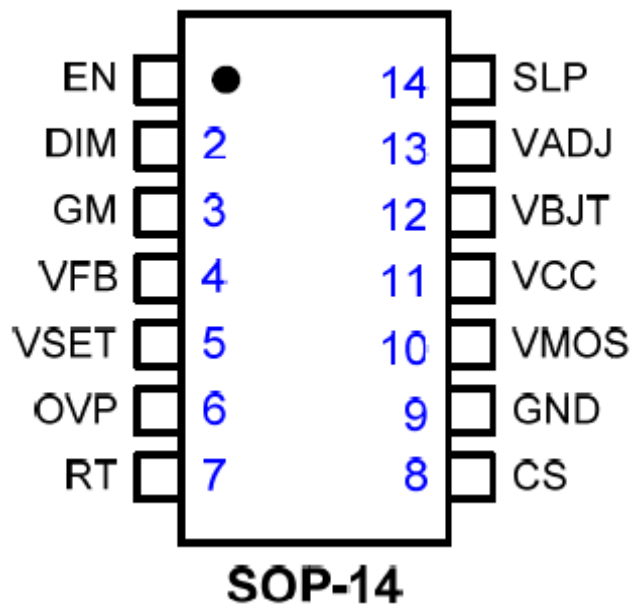 EN 14 SLP
DIM 2 13 VADJ
GM 3 12 VBJT
VFB 4 11 VCC
VSET 5 10 VMOS
OVP 6 9 GND
RT 7 8 CS
SOP-14